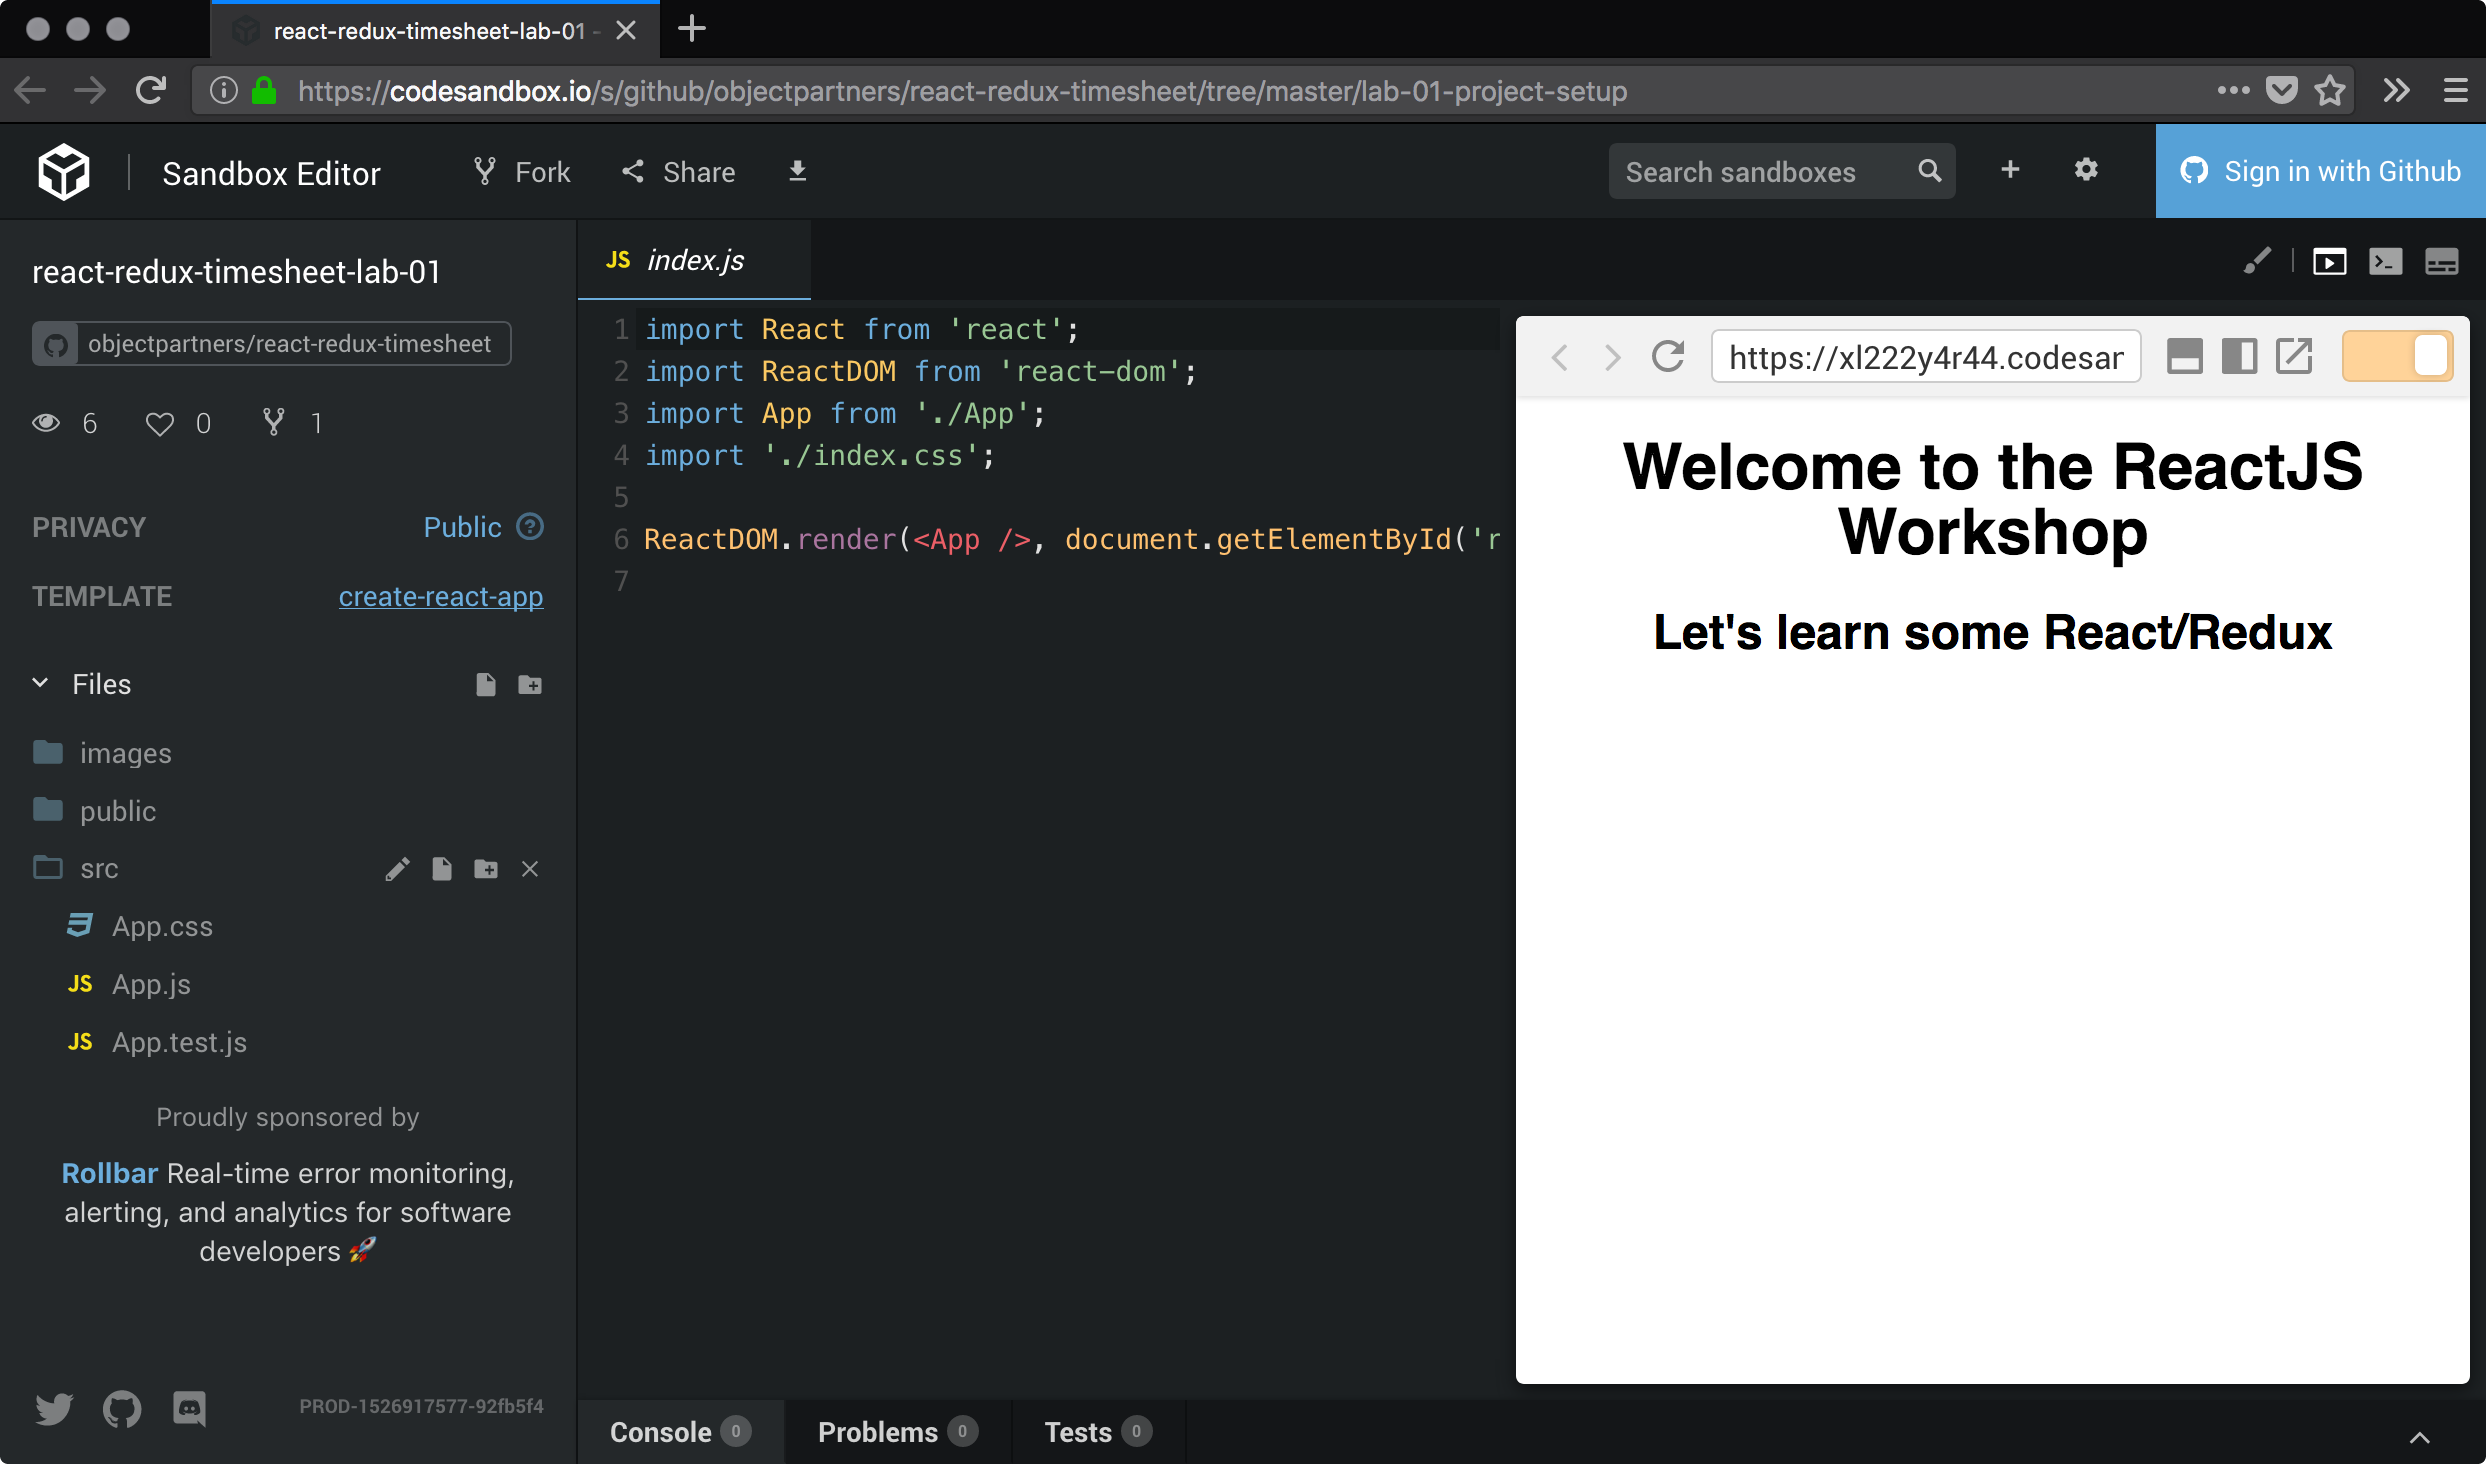 react-redux-timesheet-lab-01 -
https://codesandbox.io/s/github/objectpartners/react-redux-timesheet/tree/master/lab-01-project-setup
Sandbox Editor
Fork
Share
Search sandboxes
Sign in with Github
react-redux-timesheet-lab-01
objectpartners/react-redux-timesheet
6
0
1
PRIVACY
Public
TEMPLATE
create-react-app
Files
images
public
src
App.css
JS App.js
JS App.test.js
Proudly sponsored by
Rollbar Real-time error monitoring,
alerting, and analytics for software
developers 🚀
PROD-1526917577-92fb5f4
JS index.js
1 import React from 'react';
2 import ReactDOM from 'react-dom';
3 import App from './App';
4 import './index.css';
5
6 ReactDOM.render(<App />, document.getElementById('r
7
https://xl222y4r44.codesar
Welcome to the ReactJS
Workshop
Let's learn some React/Redux
Console 0
Problems 0
Tests 0